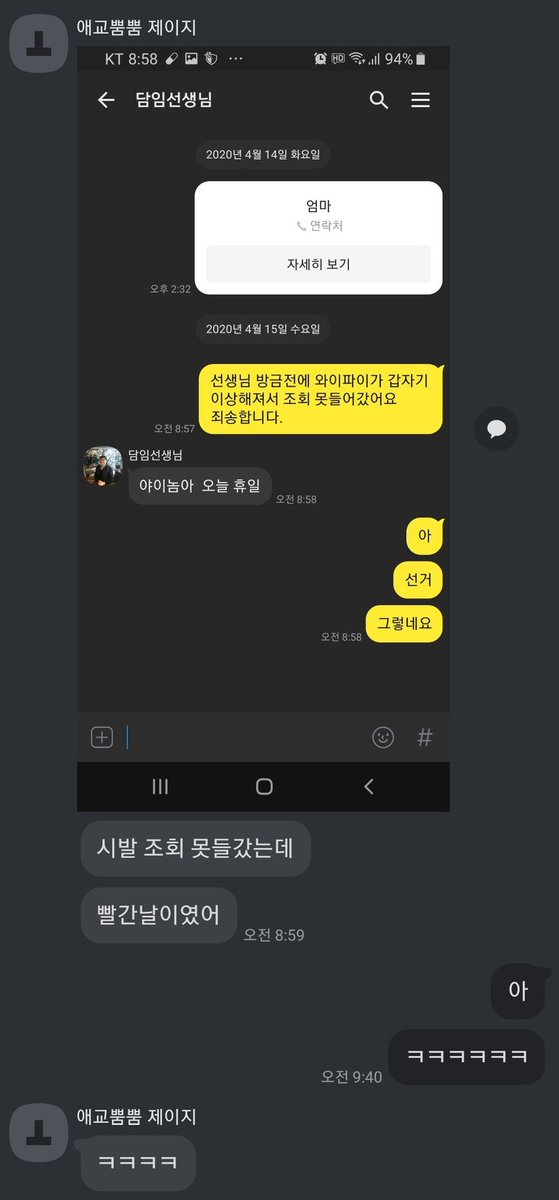 애교뿜뿜 제이지
KT 8:58 ··· HD 94%
담임선생님
2020년 4월 14일 화요일
엄마
연락처
자세히 보기
오후 2:32
2020년 4월 15일 수요일
선생님 방금전에 와이파이가 갑자기
이상해져서 조회 못들어갔어요
죄송합니다.
오전 8:57
담임선생님
야이놈아 오늘 휴일
오전 8:58
아
선거
그렇네요
오전 8:58
#
시발 조회 못들갔는데
빨간날이였어
오전 8:59
아
ㅋㅋㅋㅋㅋㅋ
오전 9:40
애교뿜뿜 제이지
ㅋㅋㅋㅋ